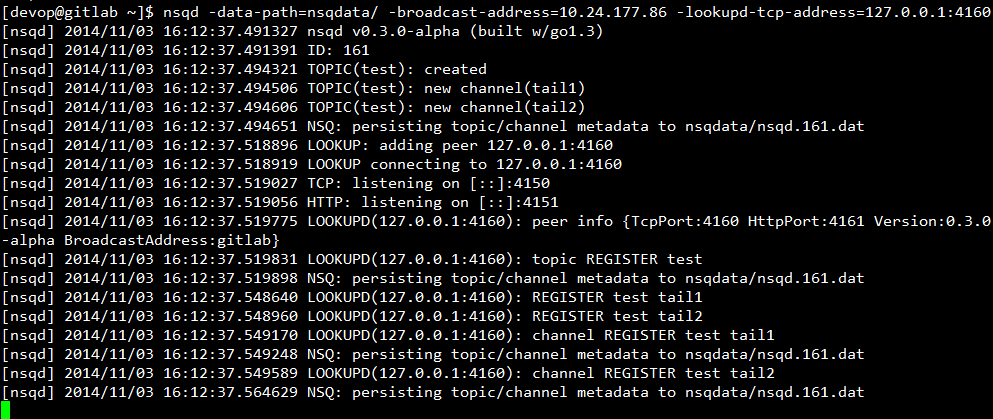 [devop@gitlab ~]$ nsqd -data-path=nsqdata/ -broadcast-address=10.24.177.86 -lookupd-tcp-address=127.0.0.1:4160
[nsqd] 2014/11/03 16:12:37.491327 nsqd v0.3.0-alpha (built w/go1.3)
[nsqd] 2014/11/03 16:12:37.491391 ID: 161
[nsqd] 2014/11/03 16:12:37.494321 TOPIC(test): created
[nsqd] 2014/11/03 16:12:37.494506 TOPIC(test): new channel(tail1)
[nsqd] 2014/11/03 16:12:37.494606 TOPIC(test): new channel(tail2)
[nsqd] 2014/11/03 16:12:37.494651 NSQ: persisting topic/channel metadata to nsqdata/nsqd.161.dat
[nsqd] 2014/11/03 16:12:37.518896 LOOKUP: adding peer 127.0.0.1:4160
[nsqd] 2014/11/03 16:12:37.518919 LOOKUP connecting to 127.0.0.1:4160
[nsqd] 2014/11/03 16:12:37.519027 TCP: listening on [::]:4150
[nsqd] 2014/11/03 16:12:37.519056 HTTP: listening on [::]:4151
[nsqd] 2014/11/03 16:12:37.519775 LOOKUPD(127.0.0.1:4160): peer info {TcpPort:4160 HttpPort:4161 Version:0.3.0
-alpha BroadcastAddress:gitlab}
[nsqd] 2014/11/03 16:12:37.519831 LOOKUPD(127.0.0.1:4160): topic REGISTER test
[nsqd] 2014/11/03 16:12:37.519898 NSQ: persisting topic/channel metadata to nsqdata/nsqd.161.dat
[nsqd] 2014/11/03 16:12:37.548640 LOOKUPD(127.0.0.1:4160): REGISTER test tail1
[nsqd] 2014/11/03 16:12:37.548960 LOOKUPD(127.0.0.1:4160): REGISTER test tail2
[nsqd] 2014/11/03 16:12:37.549170 LOOKUPD(127.0.0.1:4160): channel REGISTER test tail1
[nsqd] 2014/11/03 16:12:37.549248 NSQ: persisting topic/channel metadata to nsqdata/nsqd.161.dat
[nsqd] 2014/11/03 16:12:37.549589 LOOKUPD(127.0.0.1:4160): channel REGISTER test tail2
[nsqd] 2014/11/03 16:12:37.564629 NSQ: persisting topic/channel metadata to nsqdata/nsqd.161.dat